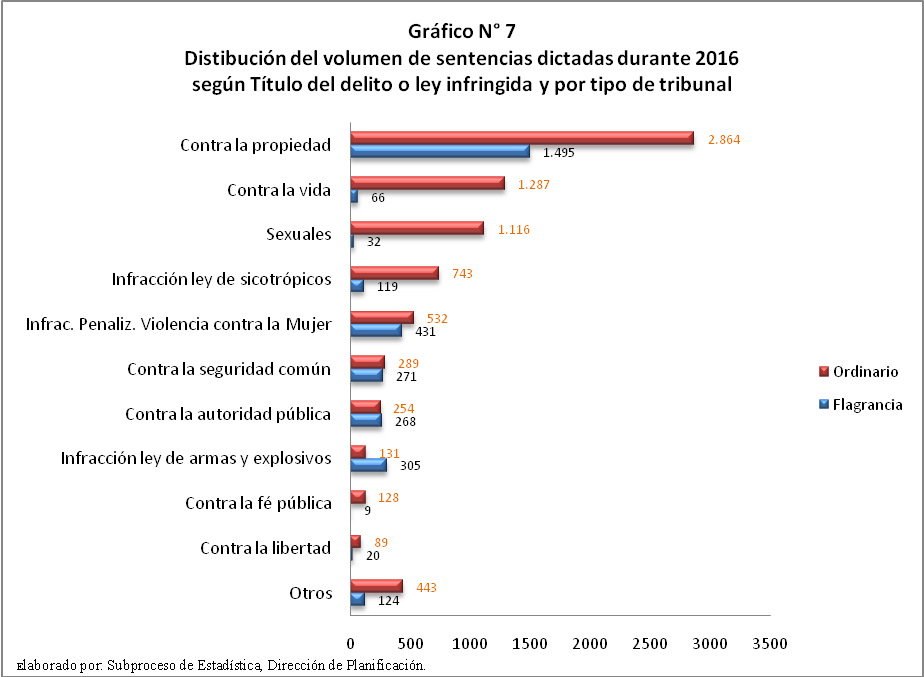 Gráfico N° 7
Distibución del volumen de sentencias dictadas durante 2016
según Título del delito o ley infringida y por tipo de tribunal
Contra la propiedad
2.864
1.495
Contra la vida
1.287
66
Sexuales
1.116
32
Infracción ley de sicotrópicos
743
119
Infrac. Penaliz. Violencia contra la Mujer
532
431
Contra la seguridad común
289
271
Contra la autoridad pública
254
268
Infracción ley de armas y explosivos
131
305
Contra la fé pública
128
9
Contra la libertad
89
20
Otros
443
124
Ordinario
Flagrancia
0 500 1000 1500 2000 2500 3000 3500
Elaborado por: Subproceso de Estadística, Dirección de Planificación.